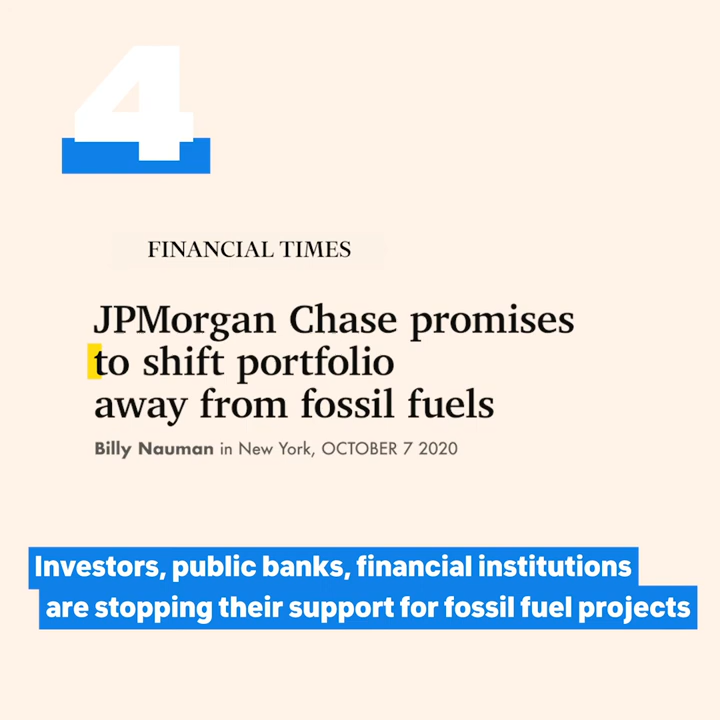 4
FINANCIAL TIMES
JPMorgan Chase promises
to shift portfolio
away from fossil fuels
Billy Nauman in New York, OCTOBER 7 2020
Investors, public banks, financial institutions
are stopping their support for fossil fuel projects